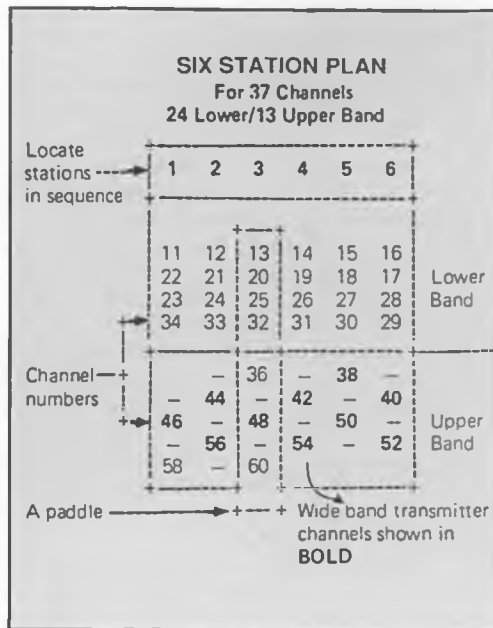 SIX STATION PLAN
For 37 Channels
24 Lower/13 Upper Band
Locate
stations
in sequence
1 2 3 4 5 6
11 12 13 14 15 16
22 21 20 19 18 17
23 24 25 26 27 28
34 33 32 31 30 29
Lower
Band
Channel
numbers
– 36 – 38 –
– 44 – 42 – 40
46 – 48 – 50 –
– 56 – 54 – 52
58 60
Upper
Band
A paddle
Wide band transmitter
channels shown in
BOLD